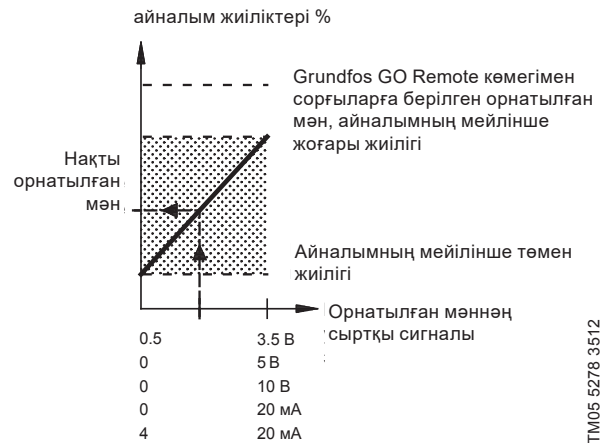 айналым жиіліктері %
Grundfos GO Remote көмегімен
сорғыларға берілген орнатылған
мән, айналымның мейлінше
жоғары жиілігі
Нақты
орнатылған
мән
Айналымның мейілінше төмен
жиілігі
Орнатылған мәннәң
сыртқы сигналы
0.5 3.5 В
0 5 В
0 10 В
0 20 мА
4 20 мА
TM05 5278 3512